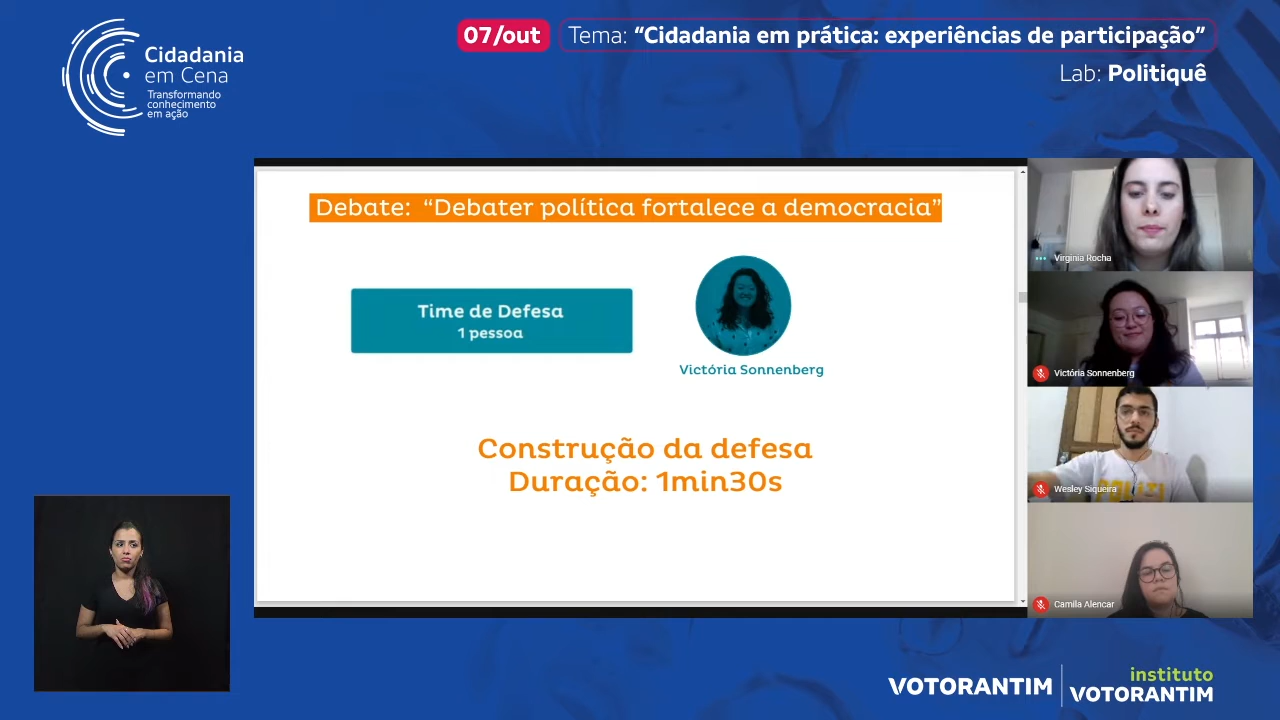 Cidadania
em Cena
Transformando
conhecimento
em ação
07/out
Tema: “Cidadania em prática: experiências de participação”
Lab: Politiquê
Debate: “Debater política fortalece a democracia”
Time de Defesa
1 pessoa
Victória Sonnenberg
Construção da defesa
Duração: 1min30s
Virginia Rocha
Victória Sonnenberg
Wesley Siqueira
Camila Alencar
VOTORANTIM
instituto
VOTORANTIM